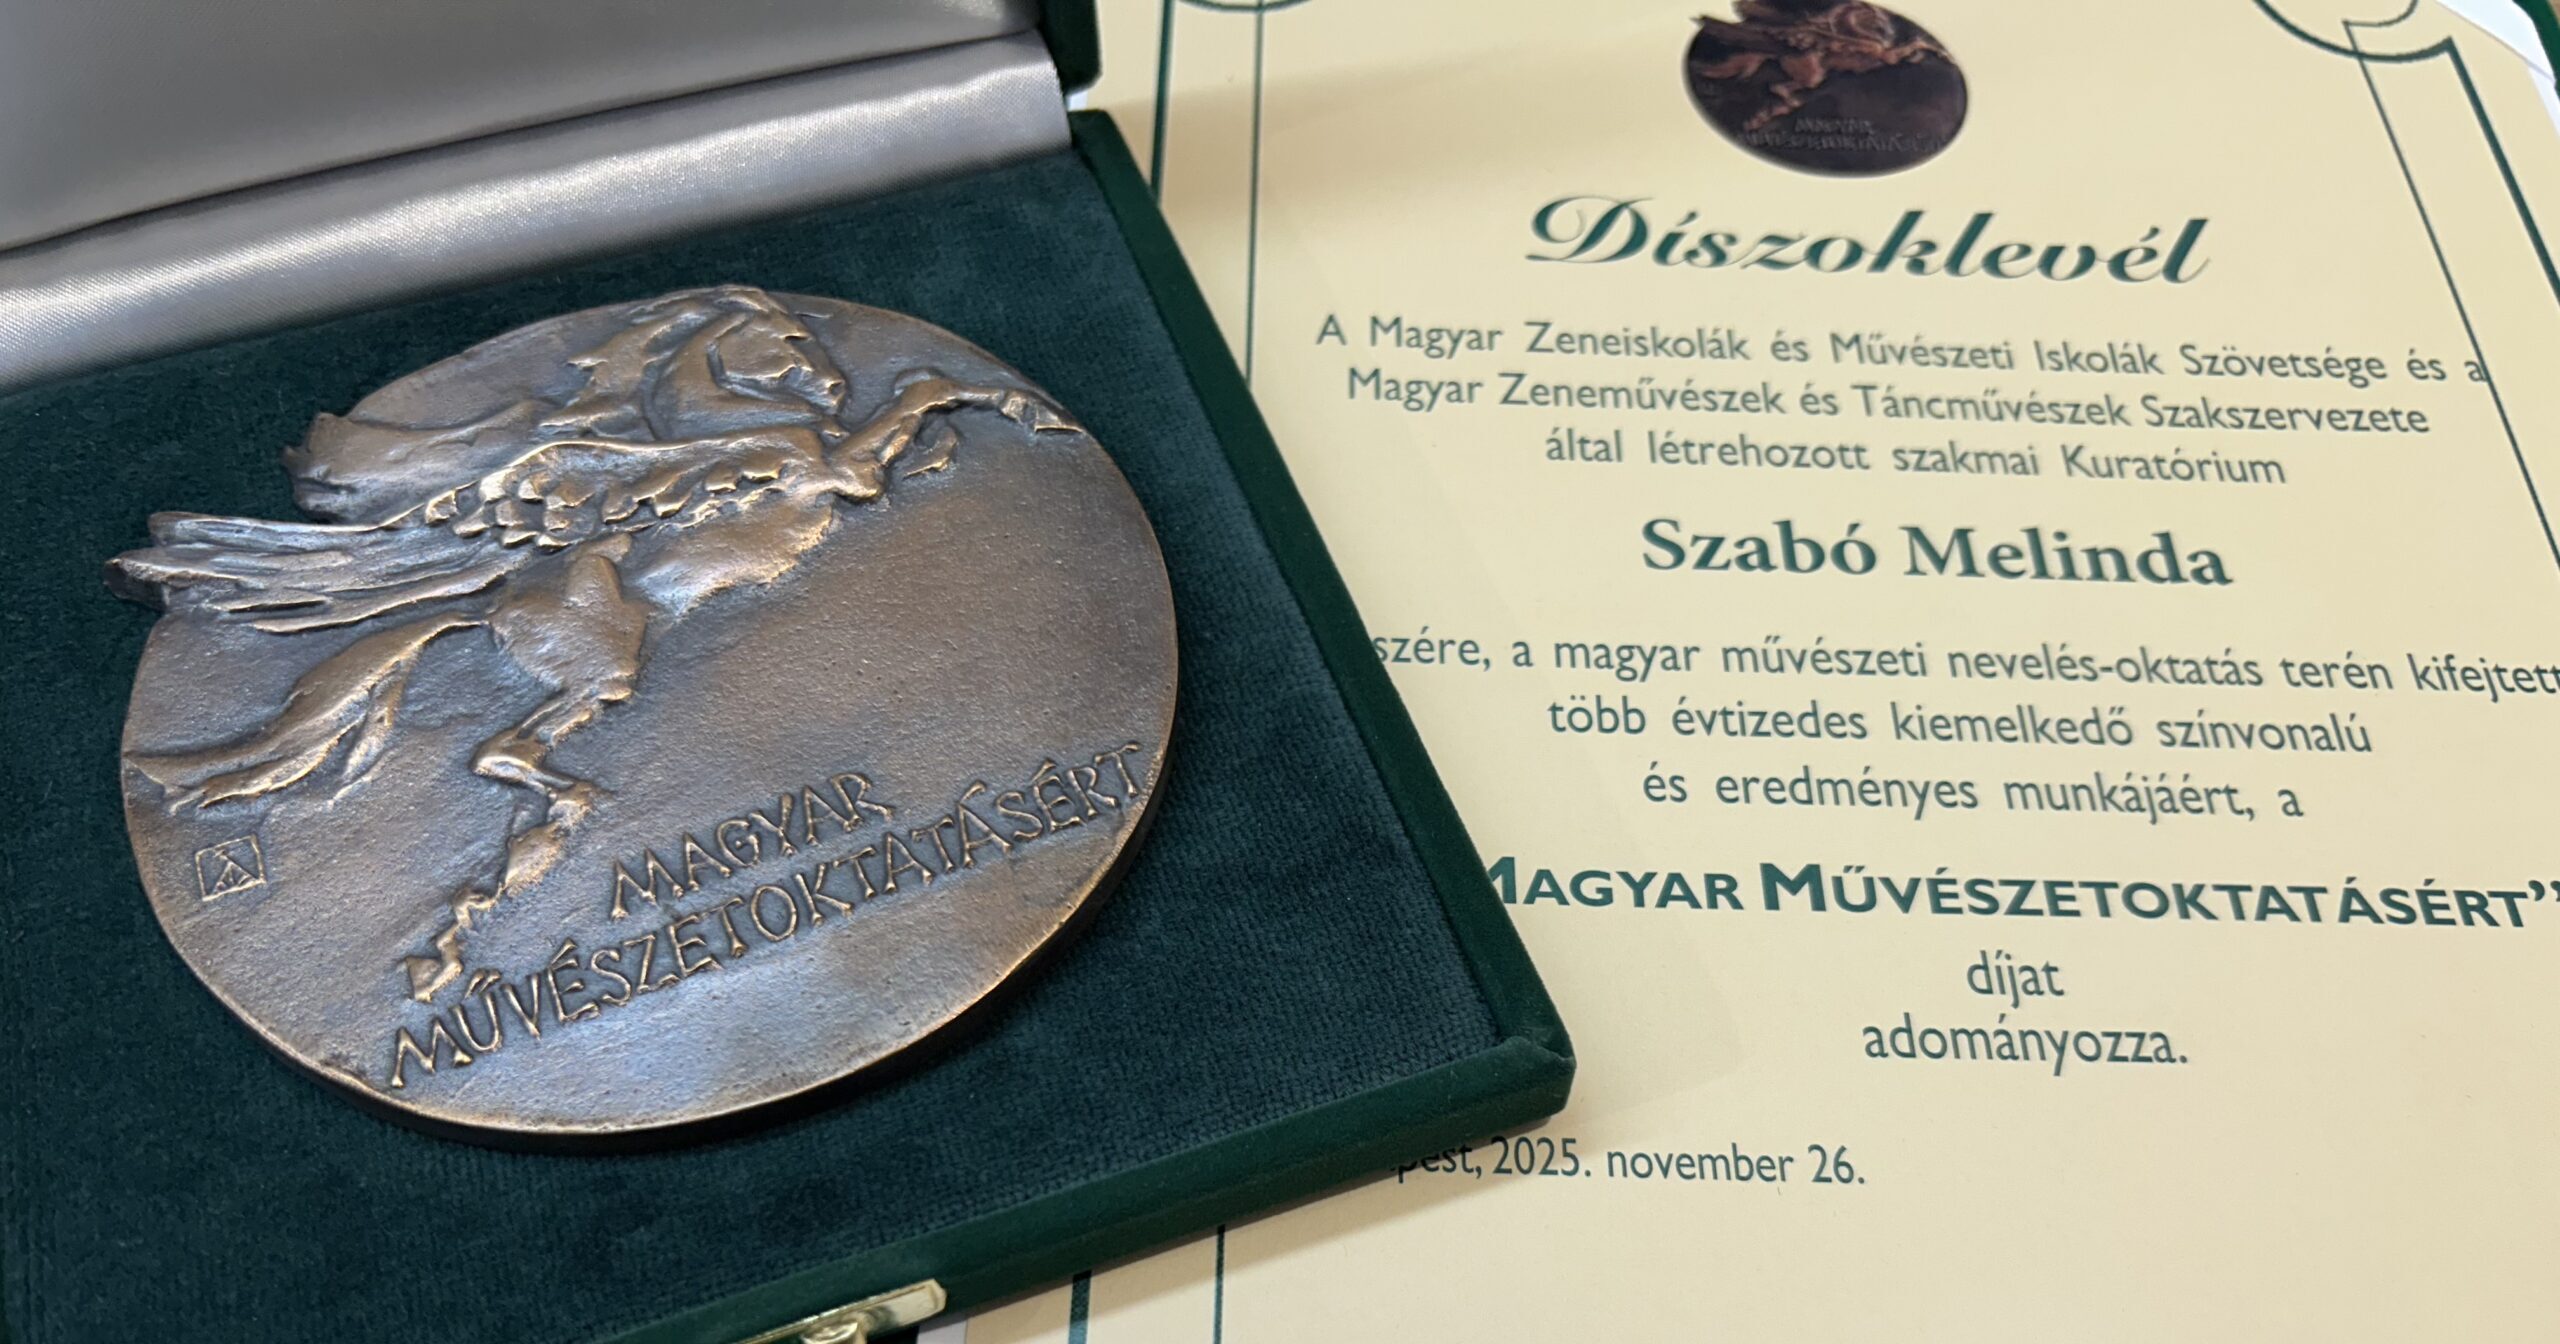 MAGYAR
MŰVÉSZETOKTATÁSÉRT
Díszoklevél
A Magyar Zeneiskolák és Művészeti Iskolák Szövetsége és a
Magyar Zeneművészek és Táncművészek Szakszervezete
által létrehozott szakmai Kuratórium
Szabó Melinda
a magyar művészeti nevelés-oktatás terén kifejtett
több évtizedes kiemelkedő színvonalú
és eredményes munkájáért, a
MAGYAR MŰVÉSZETOKTATÁSÉRT”
díjat
adományozza.
2025. november 26.